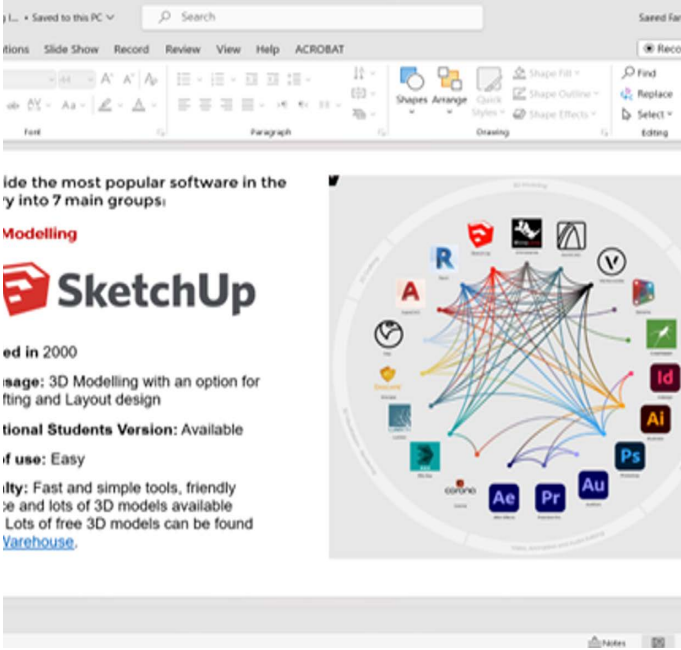 • Saved to this PC
Search
Saeed Far
tions Slide Show Record Review View Help ACROBAT
Reco
Aa
Shapes Arrange Quick Styles
Shape Fill
Shape Outline
Shape Effects
Find
Replace
Select
Font Paragraph Drawing Editing
ide the most popular software in the
y into 7 main groups:
Modelling
SketchUp
ed in 2000
sage: 3D Modelling with an option for
fting and Layout design
tional Students Version: Available
f use: Easy
lty: Fast and simple tools, friendly
ce and lots of 3D models available
Lots of free 3D models can be found
Warehouse.
R
A
V
Id
Ai
Ps
Au
Pr
Ae
corona
Notes